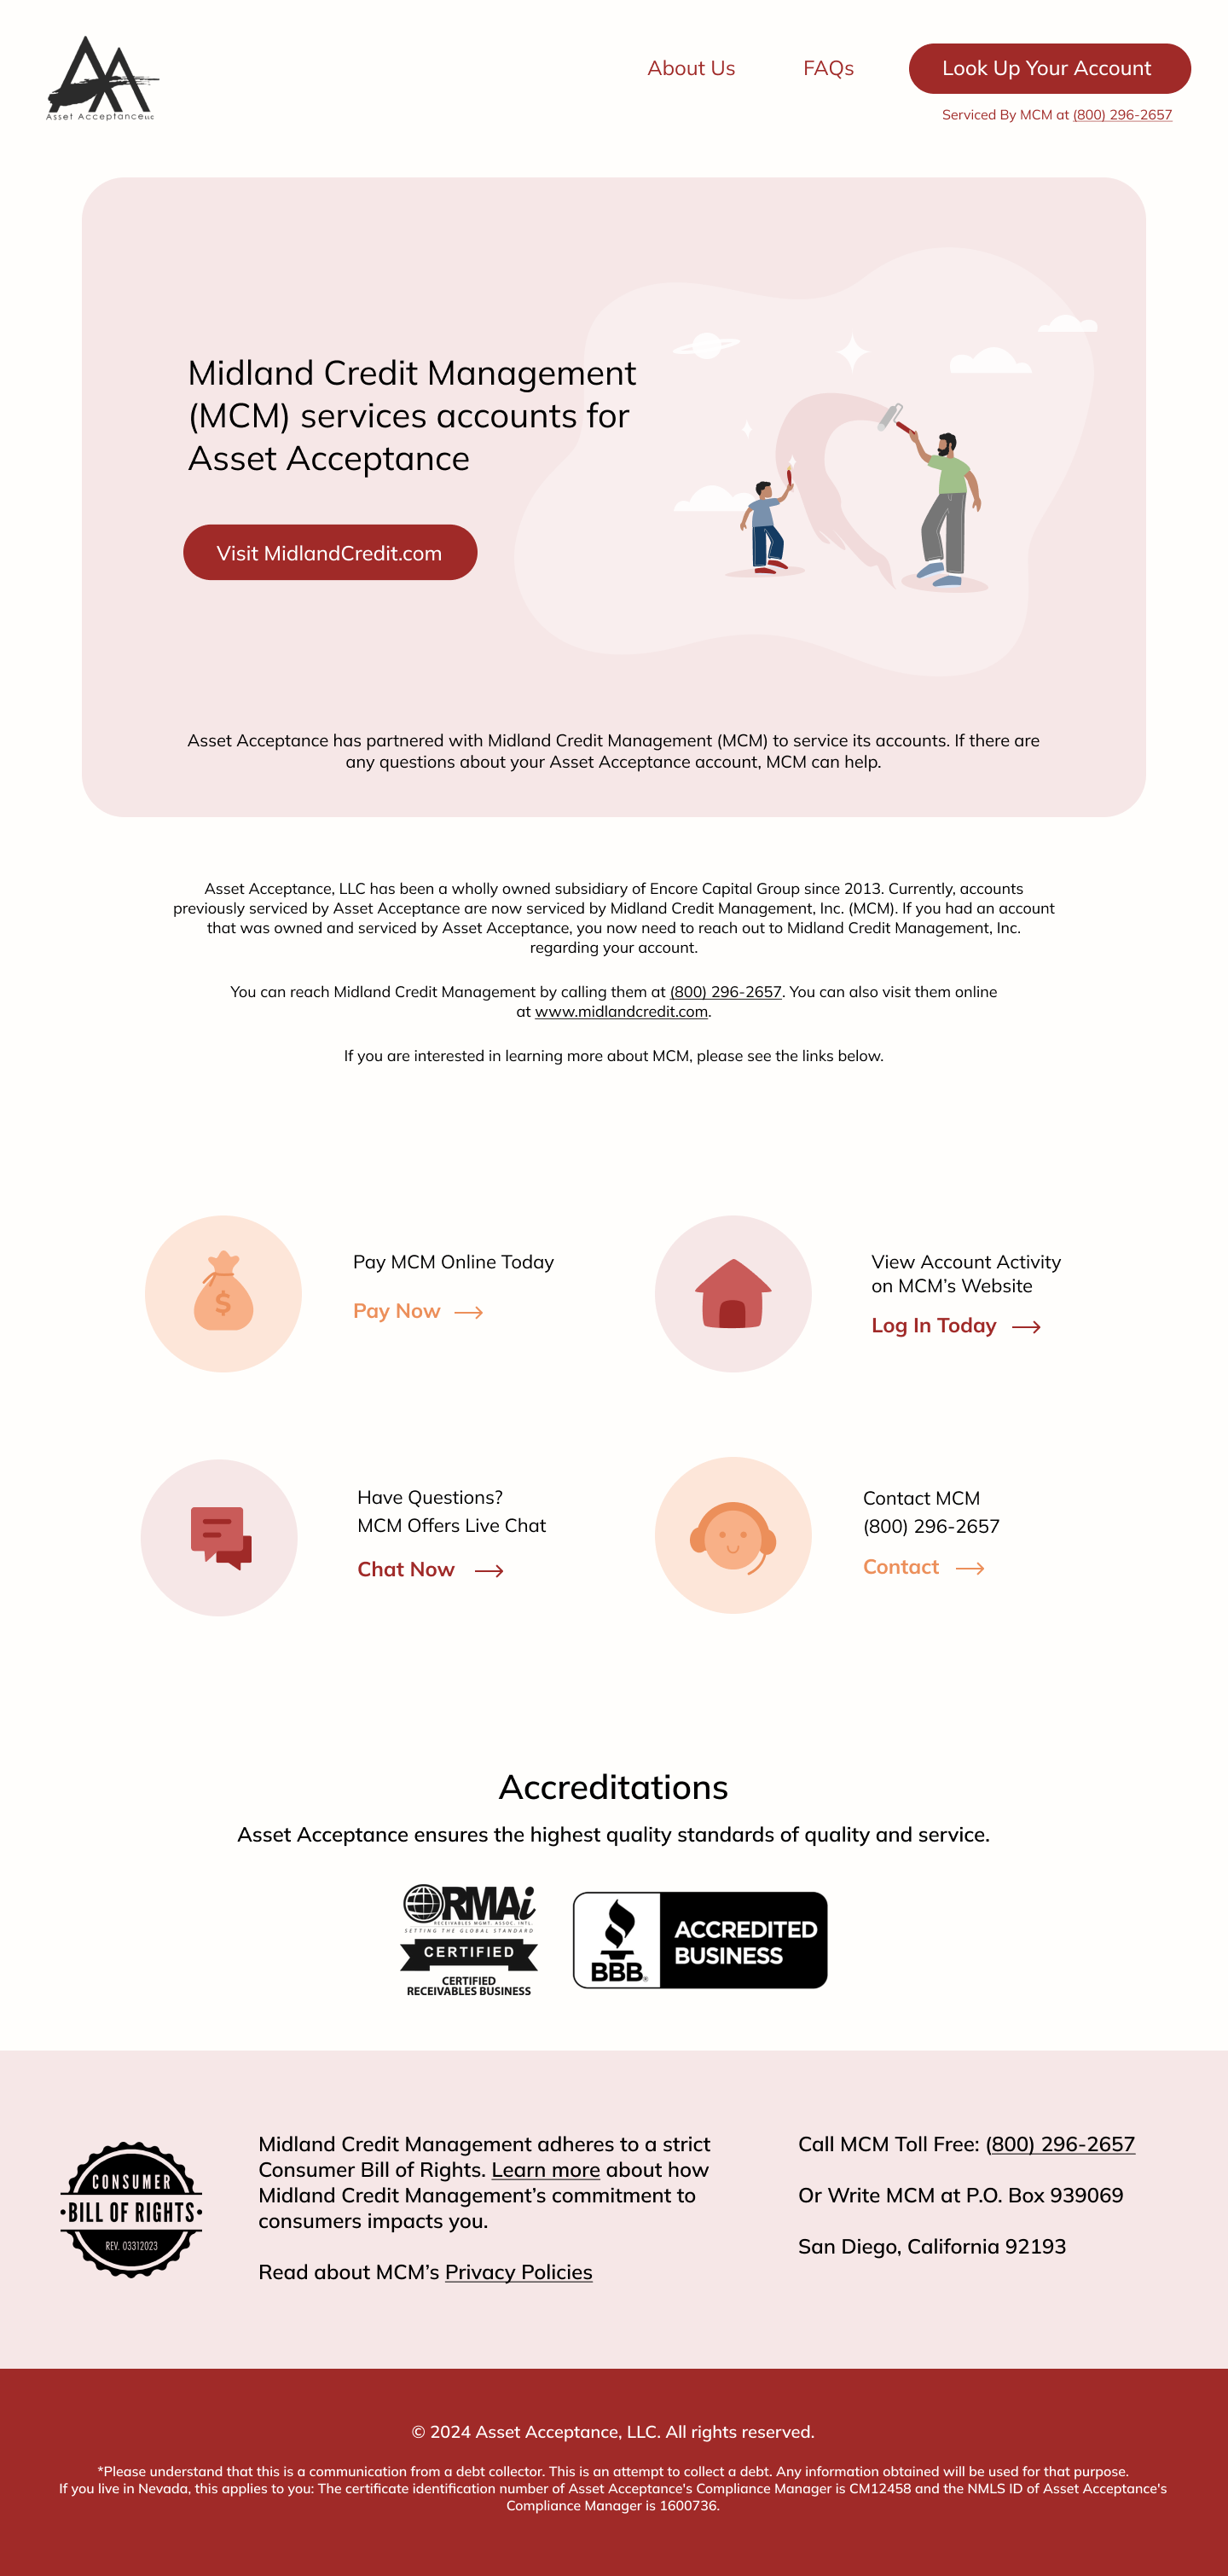 Asset Acceptance LLC
About Us
FAQs
Look Up Your Account
Serviced By MCM at (800) 296-2657
Midland Credit Management
(MCM) services accounts for
Asset Acceptance
Visit MidlandCredit.com
Asset Acceptance has partnered with Midland Credit Management (MCM) to service its accounts. If there are
any questions about your Asset Acceptance account, MCM can help.
Asset Acceptance, LLC has been a wholly owned subsidiary of Encore Capital Group since 2013. Currently, accounts
previously serviced by Asset Acceptance are now serviced by Midland Credit Management, Inc. (MCM). If you had an account
that was owned and serviced by Asset Acceptance, you now need to reach out to Midland Credit Management, Inc.
regarding your account.
You can reach Midland Credit Management by calling them at (800) 296-2657. You can also visit them online
at www.midlandcredit.com.
If you are interested in learning more about MCM, please see the links below.
$
Pay MCM Online Today
Pay Now
View Account Activity
on MCM’s Website
Log In Today
Have Questions?
MCM Offers Live Chat
Chat Now
Contact MCM
(800) 296-2657
Contact
Accreditations
Asset Acceptance ensures the highest quality standards of quality and service.
RMAi
RECEIVABLES MGMT. ASSOC. INTL.
SETTING THE GLOBAL STANDARD
CERTIFIED
CERTIFIED
RECEIVABLES BUSINESS
BBB®
ACCREDITED
BUSINESS
CONSUMER
•BILL OF RIGHTS•
REV. 03312023
Midland Credit Management adheres to a strict
Consumer Bill of Rights. Learn more about how
Midland Credit Management’s commitment to
consumers impacts you.
Read about MCM’s Privacy Policies
Call MCM Toll Free: (800) 296-2657
Or Write MCM at P.O. Box 939069
San Diego, California 92193
© 2024 Asset Acceptance, LLC. All rights reserved.
*Please understand that this is a communication from a debt collector. This is an attempt to collect a debt. Any information obtained will be used for that purpose.
If you live in Nevada, this applies to you: The certificate identification number of Asset Acceptance's Compliance Manager is CM12458 and the NMLS ID of Asset Acceptance's
Compliance Manager is 1600736.